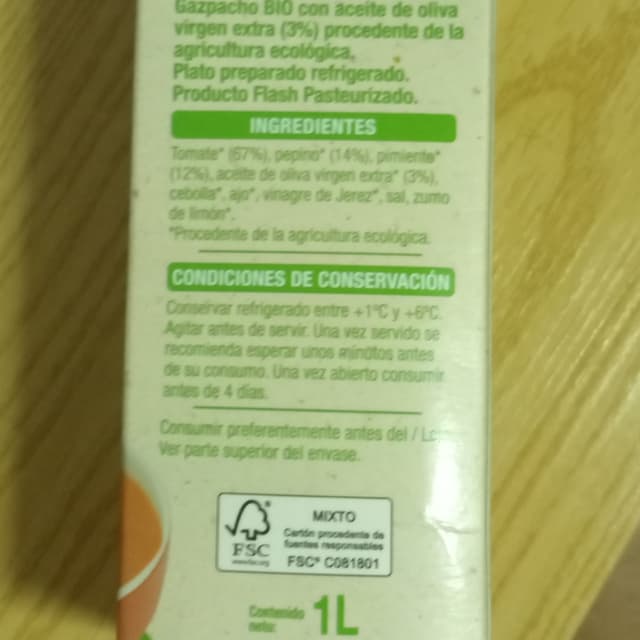 Gazpacho BIO con aceite de oliva
virgen extra (3%) procedente de la
agricultura ecológica.
Plato preparado refrigerado.
Producto Flash Pasteurizado.
INGREDIENTES
Tomate* (67%), pepino* (14%), pimiento*
(12%), aceite de oliva virgen extra* (3%),
cebolla*, ajo*, vinagre de Jerez*, sal, zumo
de limón*.
*Procedente de la agricultura ecológica.
CONDICIONES DE CONSERVACIÓN
Conservar refrigerado entre +1ºC y +6ºC.
Agitar antes de servir. Una vez servido se
recomienda esperar unos minutos antes
de su consumo. Una vez abierto consumir
antes de 4 días.
Consumir preferentemente antes del /
Ver parte superior del envase.
FSC
MIXTO
Cartón procedente de
fuentes responsables
FSC® C081801
Contenido
neto:
1L